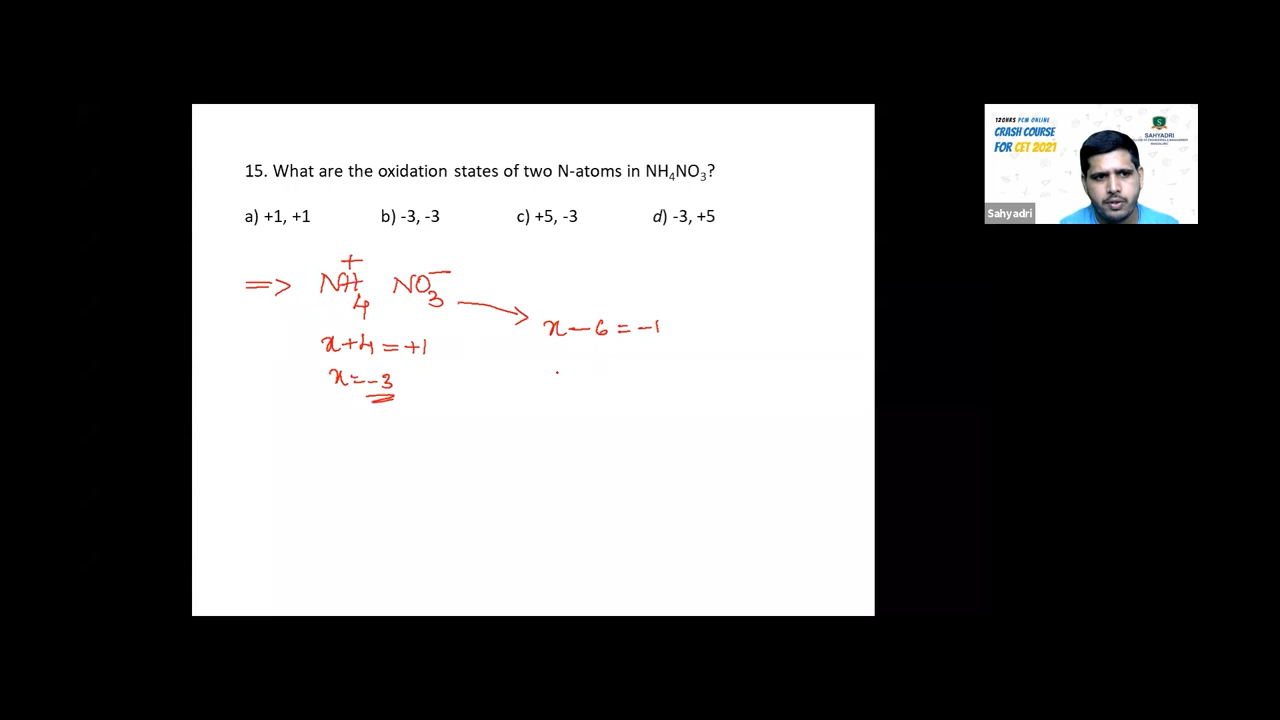 15. What are the oxidation states of two N-atoms in NH₄NO₃?
a) +1, +1 b) -3, -3 c) +5, -3 d) -3, +5
=> NH₄⁺ NO₃⁻
x - 6 = -1
x + 4 = +1
x = -3
120HRS PCM ONLINE
CRASH COURSE
FOR CET 2021
S
SAHYADRI
Sahyadri